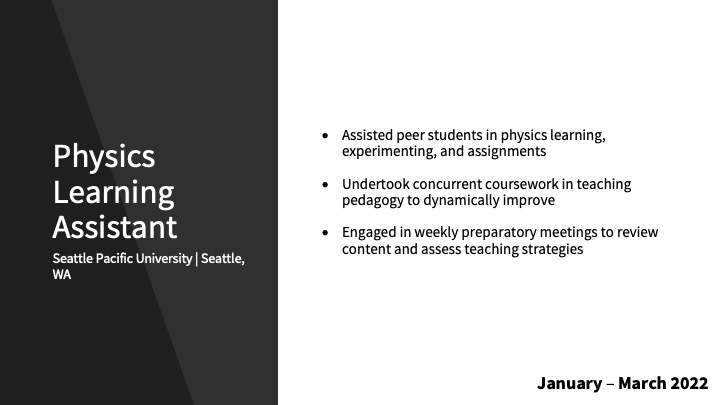 Physics
Learning
Assistant
Seattle Pacific University | Seattle,
WA
• Assisted peer students in physics learning,
experimenting, and assignments
• Undertook concurrent coursework in teaching
pedagogy to dynamically improve
• Engaged in weekly preparatory meetings to review
content and assess teaching strategies
January – March 2022